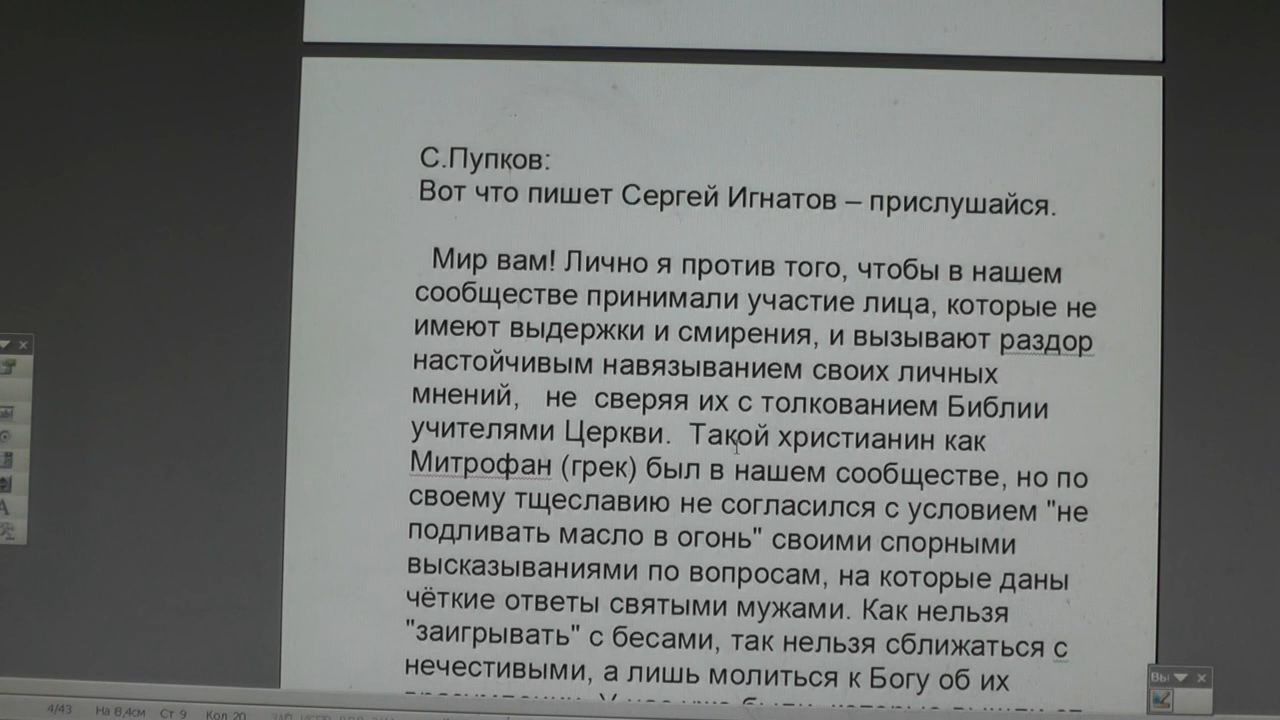 С.Пупков:
Вот что пишет Сергей Игнатов – прислушайся.
Мир вам! Лично я против того, чтобы в нашем
сообществе принимали участие лица, которые не
имеют выдержки и смирения, и вызывают раздор
настойчивым навязыванием своих личных
мнений, не сверяя их с толкованием Библии
учителями Церкви. Такой христианин как
Митрофан (грек) был в нашем сообществе, но по
своему тщеславию не согласился с условием "не
подливать масло в огонь" своими спорными
высказываниями по вопросам, на которые даны
чёткие ответы святыми мужами. Как нельзя
"заигрывать" с бесами, так нельзя сближаться с
нечестивыми, а лишь молиться к Богу об их
Вы
4/43 На 8,4см Ст 9 Кол 20